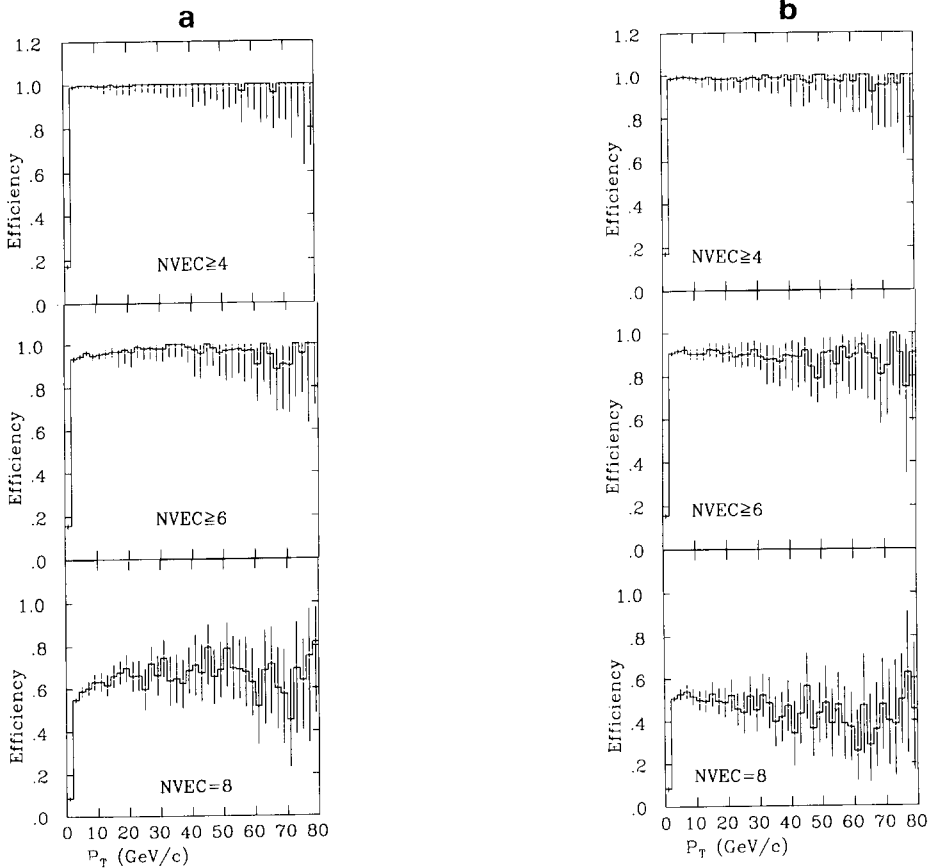 a
1.2
1.0
.8
.6
.4
.2
.0
Efficiency
NVEC≧4
1.0
.8
.6
.4
.2
.0
Efficiency
NVEC≧6
1.0
.8
.6
.4
.2
.0
Efficiency
NVEC=8
0 10 20 30 40 50 60 70 80
P_T (GeV/c)
b
1.2
1.0
.8
.6
.4
.2
.0
Efficiency
NVEC≧4
1.0
.8
.6
.4
.2
.0
Efficiency
NVEC≧6
1.0
.8
.6
.4
.2
.0
Efficiency
NVEC=8
0 10 20 30 40 50 60 70 80
P_T (GeV/c)